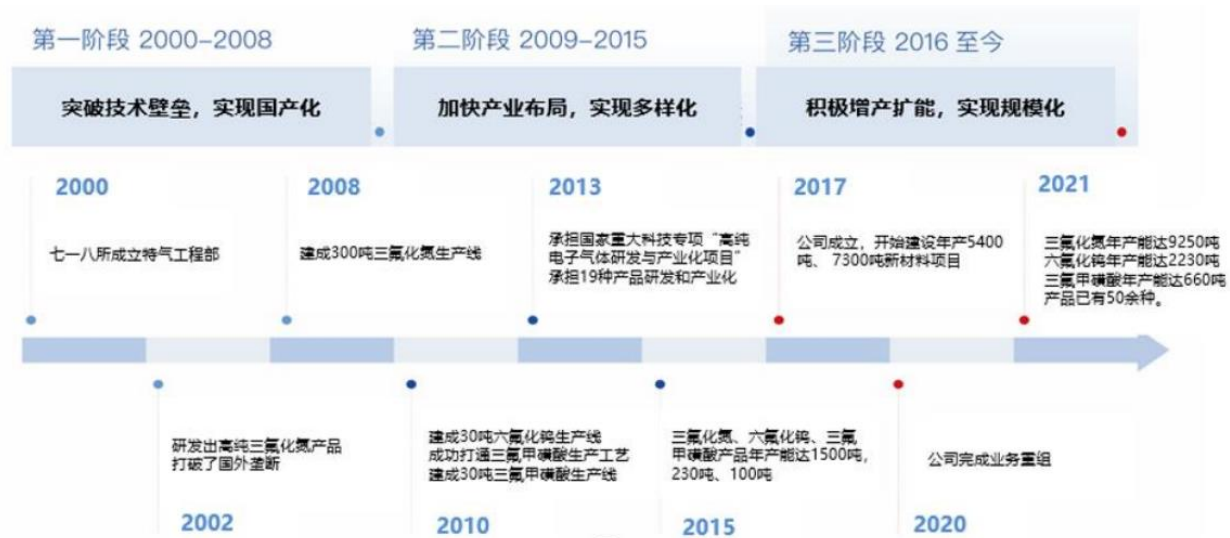 第一阶段 2000-2008
第二阶段 2009-2015
第三阶段 2016 至今
突破技术壁垒，实现国产化
加快产业布局，实现多样化
积极增产扩能，实现规模化
2000
七一八所成立特气工程部
2008
建成300吨三氟化氮生产线
2013
承担国家重大科技专项“高纯
电子气体研发与产业化项目”
承担19种产品研发和产业化
2017
公司成立，开始建设年产5400
吨、 7300吨新材料项目
2021
三氟化氮年产能达9250吨
六氟化钨年产能达2230吨
三氟甲磺酸年产能达660吨
产品已有50余种。
研发出高纯三氟化氮产品
打破了国外垄断
2002
建成30吨六氟化钨生产线
成功打通三氟甲磺酸生产工艺
建成30吨三氟甲磺酸生产线
2010
三氟化氮、六氟化钨、三氟
甲磺酸产品年产能达1500吨，
230吨、100吨
2015
公司完成业务重组
2020